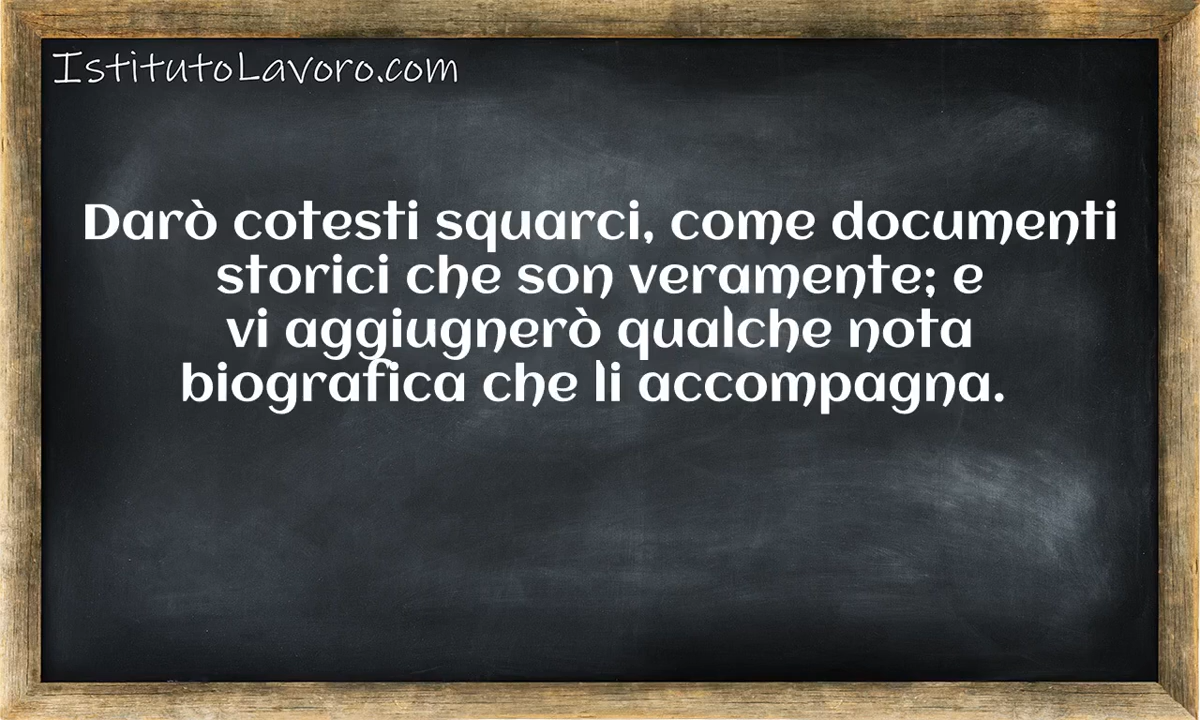 IstitutoLavoro.com
Darò cotesti squarci, come documenti
storici che son veramente; e
vi aggiugnerò qualche nota
biografica che li accompagna.